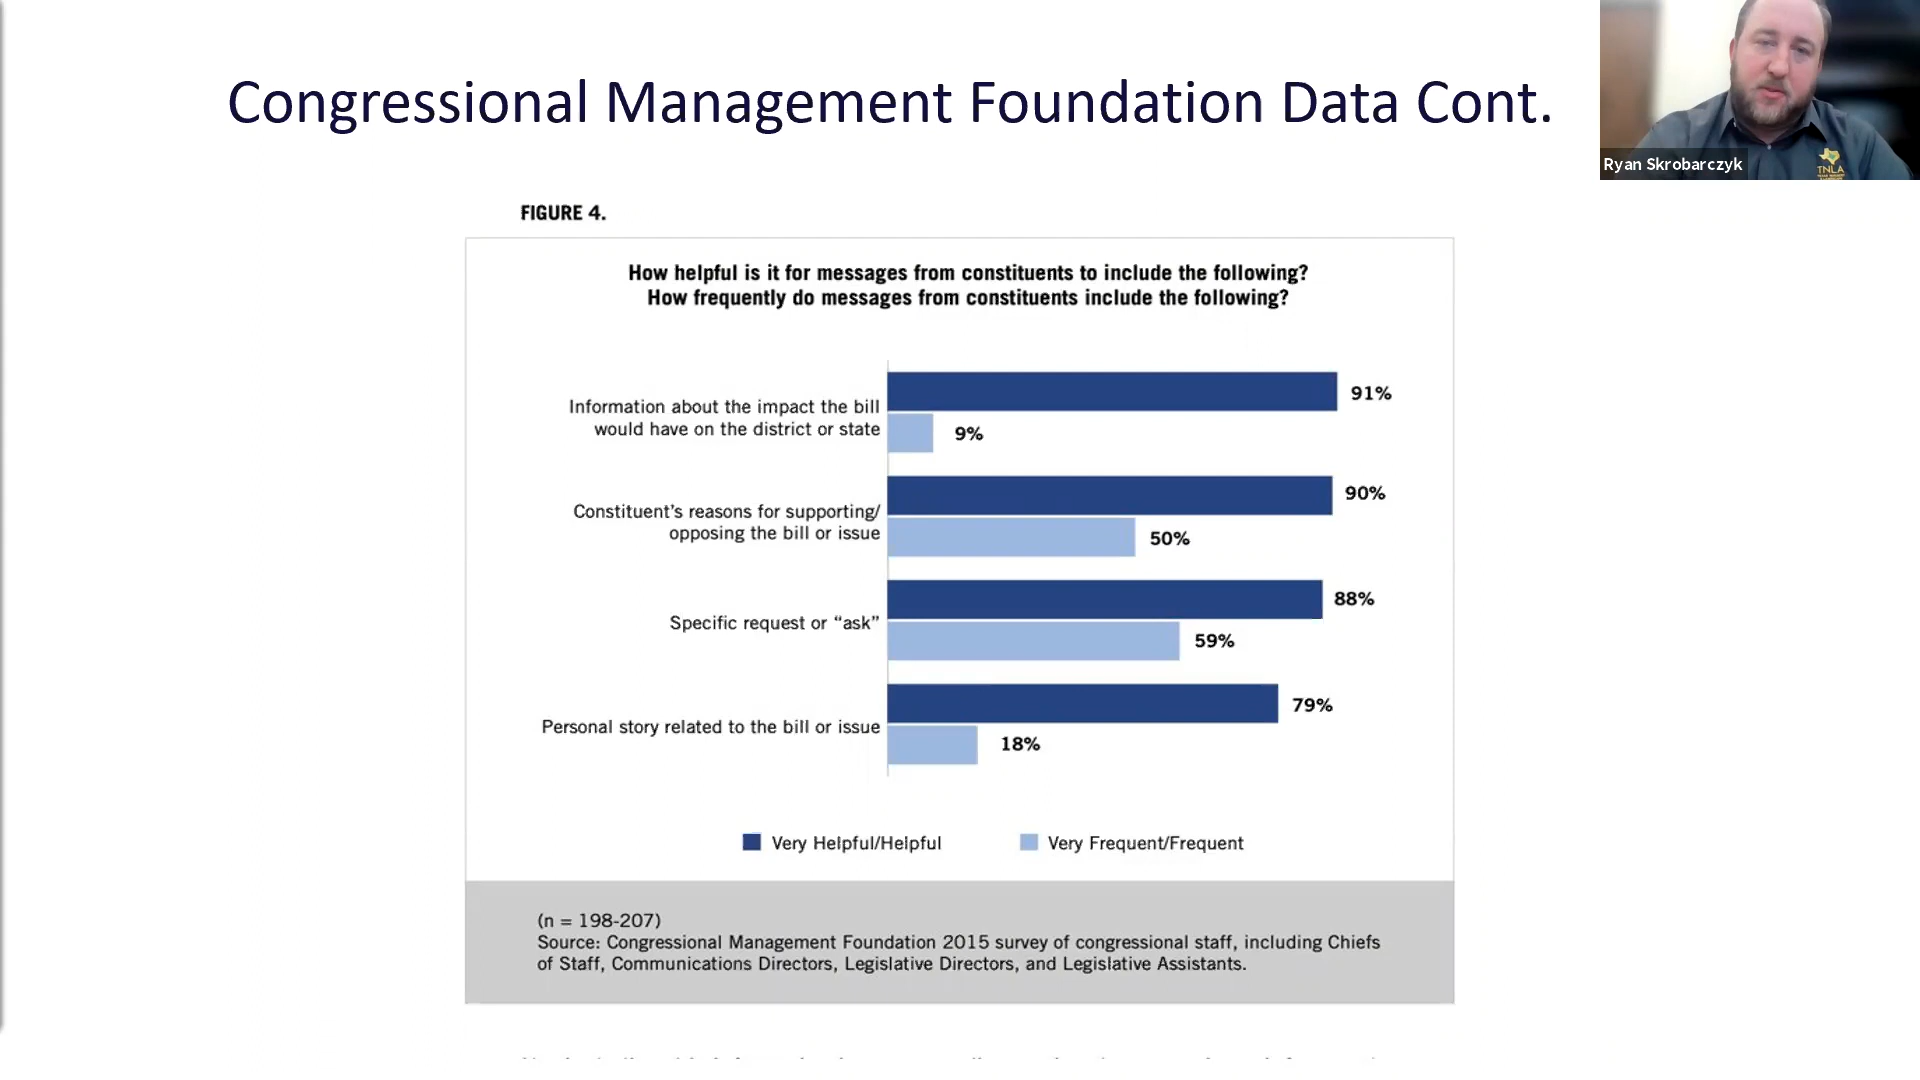 Congressional Management Foundation Data Cont.
Ryan Skrobarczyk
TNLA
FIGURE 4.
How helpful is it for messages from constituents to include the following?
How frequently do messages from constituents include the following?
Information about the impact the bill
would have on the district or state
91%
9%
Constituent’s reasons for supporting/
opposing the bill or issue
90%
50%
Specific request or “ask”
88%
59%
Personal story related to the bill or issue
79%
18%
Very Helpful/Helpful
Very Frequent/Frequent
(n = 198-207)
Source: Congressional Management Foundation 2015 survey of congressional staff, including Chiefs
of Staff, Communications Directors, Legislative Directors, and Legislative Assistants.